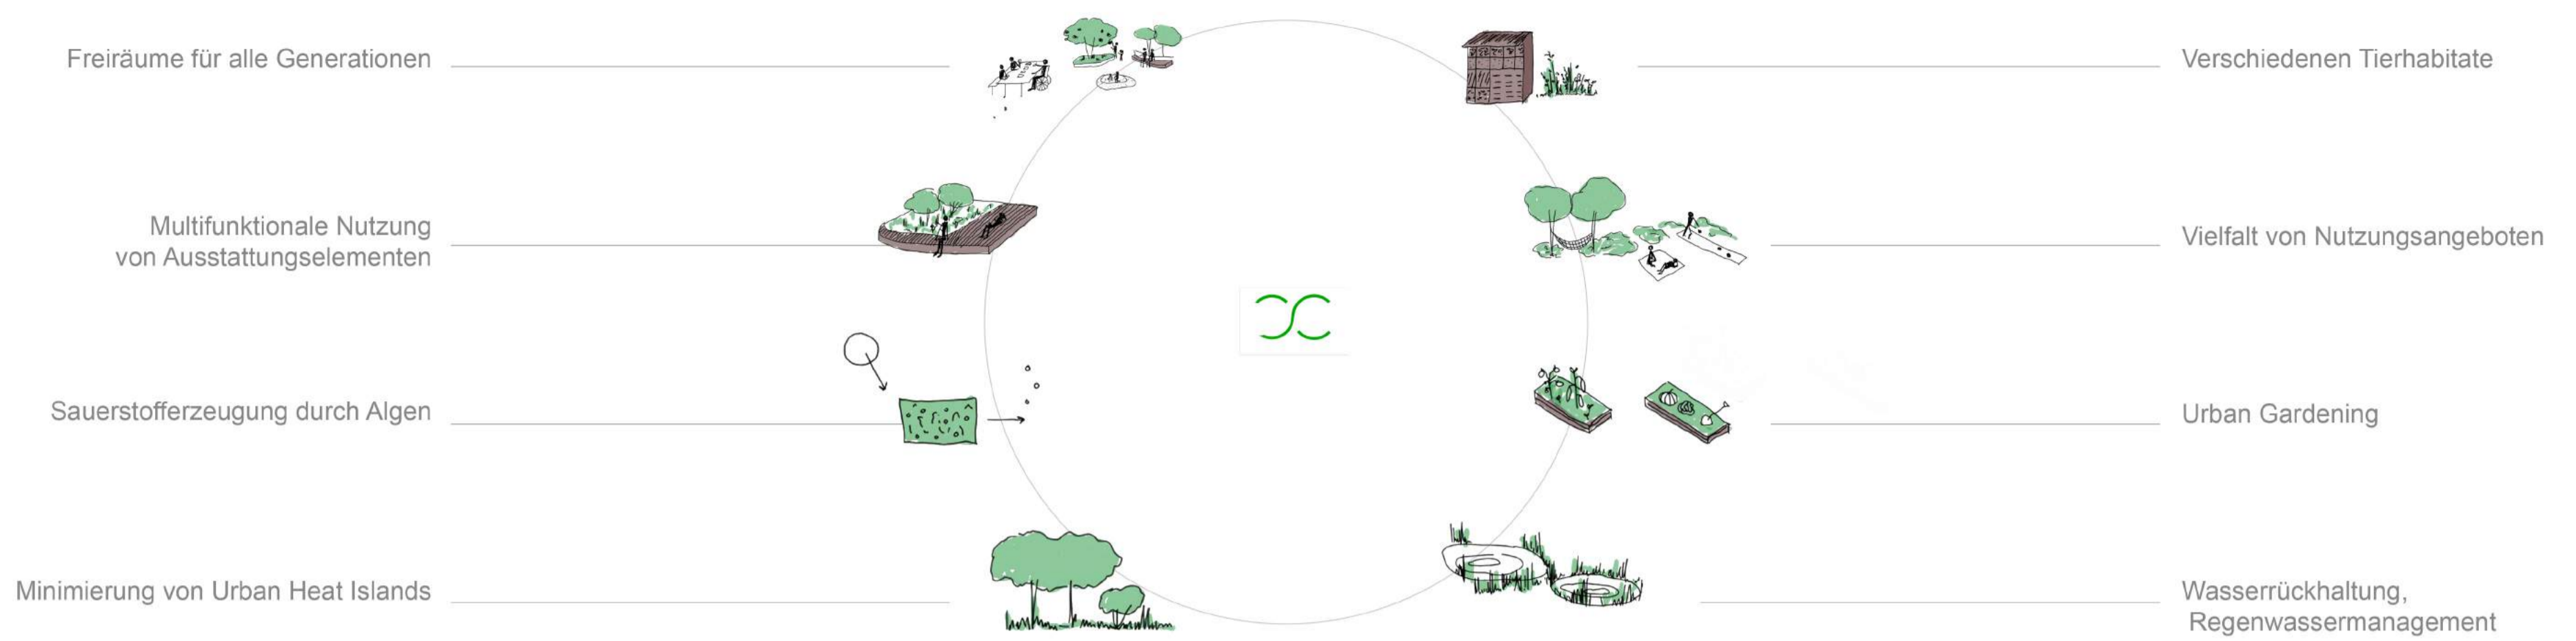 Freiräume für alle Generationen
Multifunktionale Nutzung
von Ausstattungselementen
Sauerstofferzeugung durch Algen
Minimierung von Urban Heat Islands
Verschiedenen Tierhabitate
Vielfalt von Nutzungsangeboten
Urban Gardening
Wasserrückhaltung,
Regenwassermanagement